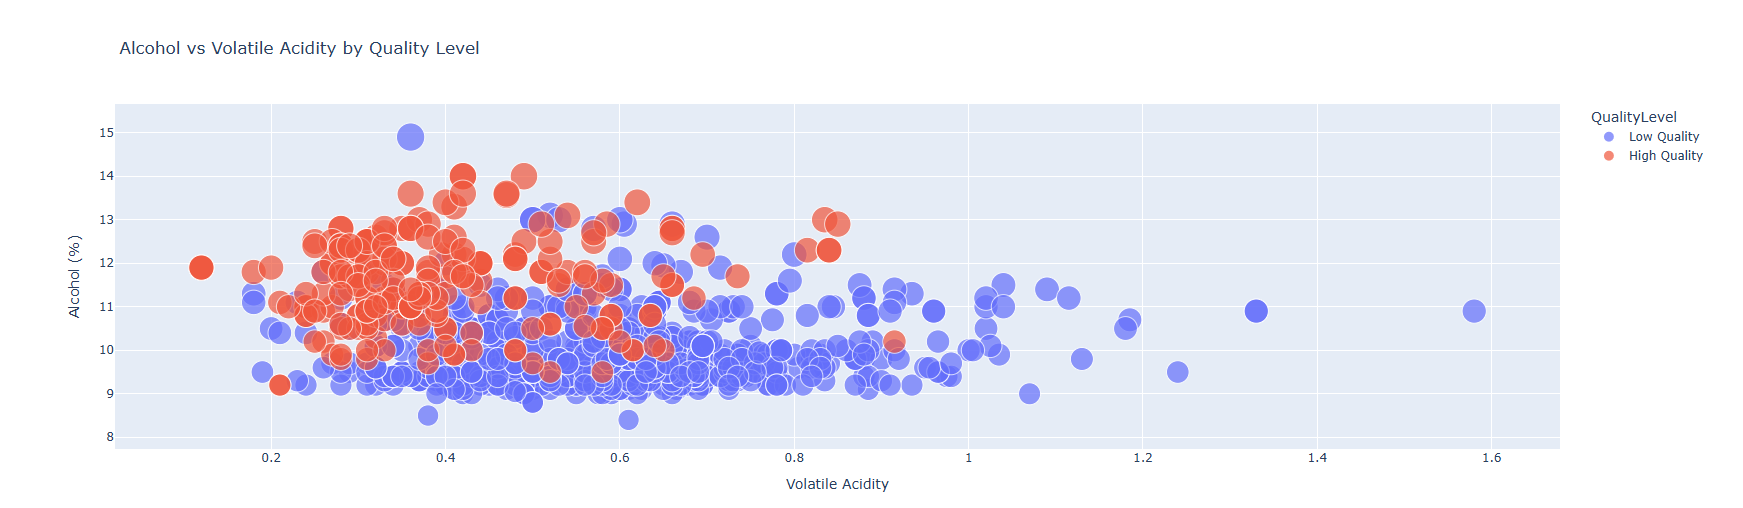 Alcohol vs Volatile Acidity by Quality Level
QualityLevel
Low Quality
High Quality
Alcohol (%)
15
14
13
12
11
10
9
8
0.2
0.4
0.6
0.8
1
1.2
1.4
1.6
Volatile Acidity